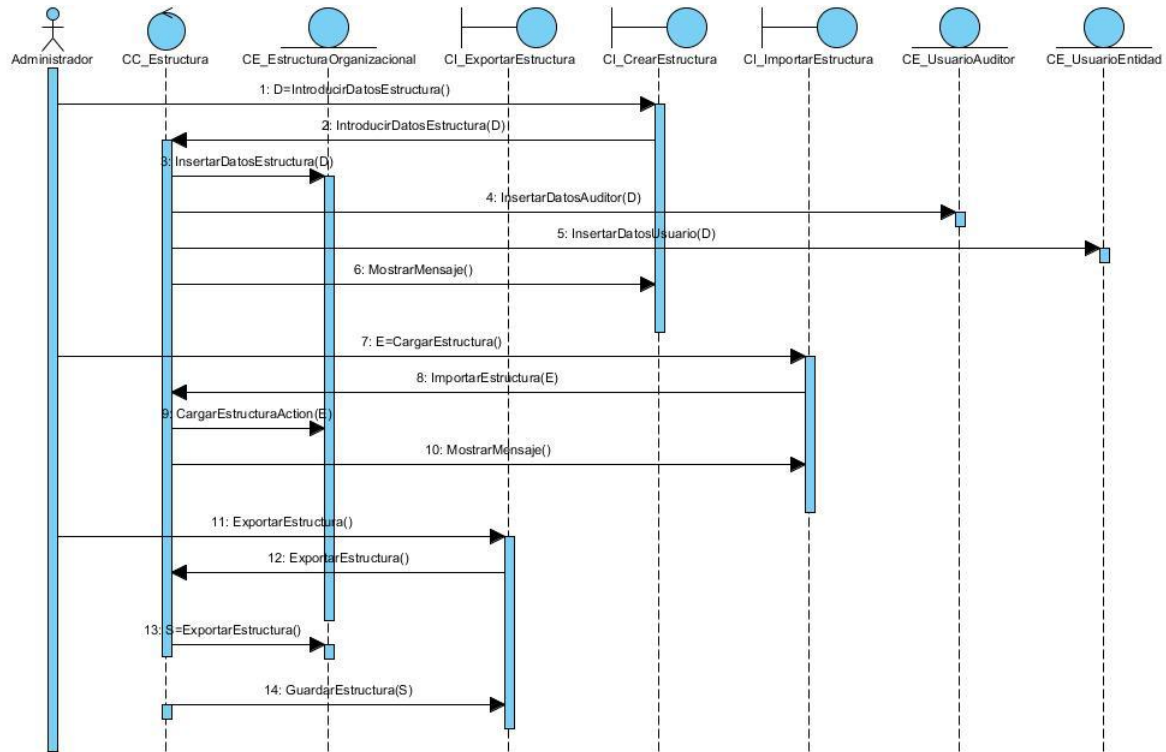 Administrador
CC_Estructura
CE_EstructuraOrganizacional
CI_ExportarEstructura
CI_CrearEstructura
CI_ImportarEstructura
CE_UsuarioAuditor
CE_UsuarioEntidad
1: D=IntroducirDatosEstructura()
2: IntroducirDatosEstructura(D)
3: InsertarDatosEstructura(D)
4: InsertarDatosAuditor(D)
5: InsertarDatosUsuario(D)
6: MostrarMensaje()
7: E=CargarEstructura()
8: ImportarEstructura(E)
9: CargarEstructuraAction(E)
10: MostrarMensaje()
11: ExportarEstructura()
12: ExportarEstructura()
13: S=ExportarEstructura()
14: GuardarEstructura(S)